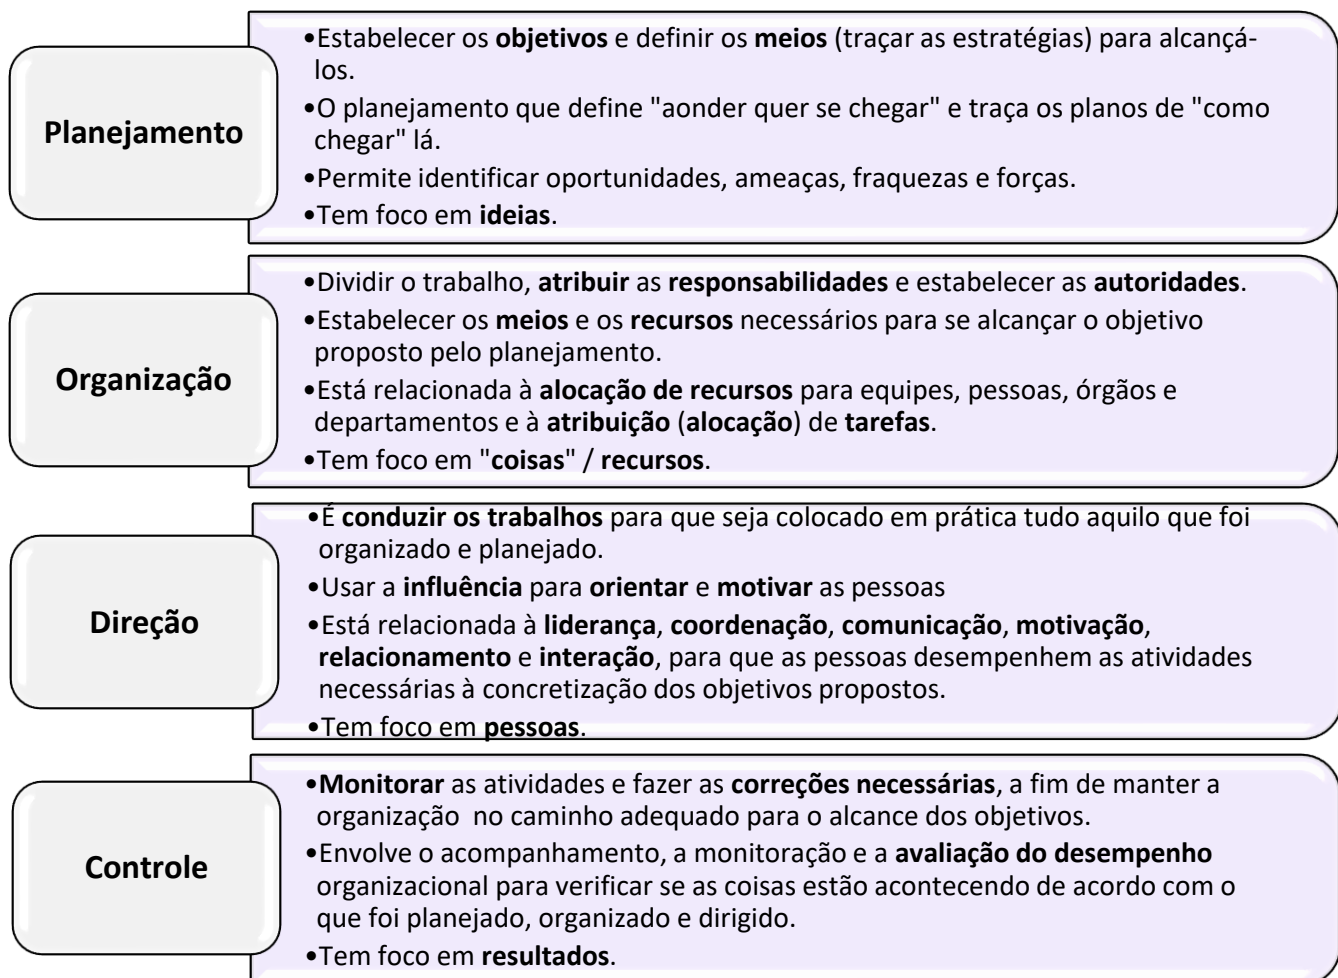 Planejamento
•Estabelecer os objetivos e definir os meios (traçar as estratégias) para alcançá-
los.
•O planejamento que define "aonder quer se chegar" e traça os planos de "como
chegar" lá.
•Permite identificar oportunidades, ameaças, fraquezas e forças.
•Tem foco em ideias.
Organização
•Dividir o trabalho, atribuir as responsabilidades e estabelecer as autoridades.
•Estabelecer os meios e os recursos necessários para se alcançar o objetivo
proposto pelo planejamento.
•Está relacionada à alocação de recursos para equipes, pessoas, órgãos e
departamentos e à atribuição (alocação) de tarefas.
•Tem foco em "coisas" / recursos.
Direção
•É conduzir os trabalhos para que seja colocado em prática tudo aquilo que foi
organizado e planejado.
•Usar a influência para orientar e motivar as pessoas
•Está relacionada à liderança, coordenação, comunicação, motivação,
relacionamento e interação, para que as pessoas desempenhem as atividades
necessárias à concretização dos objetivos propostos.
•Tem foco em pessoas.
Controle
•Monitorar as atividades e fazer as correções necessárias, a fim de manter a
organização no caminho adequado para o alcance dos objetivos.
•Envolve o acompanhamento, a monitoração e a avaliação do desempenho
organizacional para verificar se as coisas estão acontecendo de acordo com o
que foi planejado, organizado e dirigido.
•Tem foco em resultados.